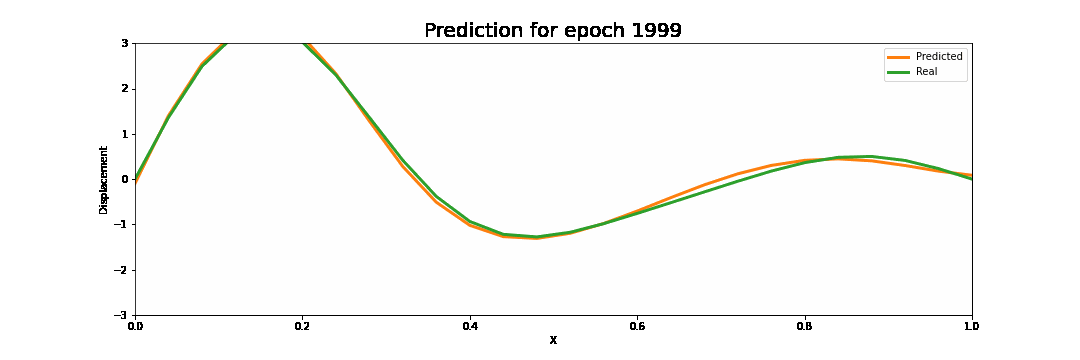 Prediction for epoch 1999
3
2
1
0
−1
−2
−3
Displacement
Predicted
Real
0.0 0.2 0.4 0.6 0.8 1.0
X